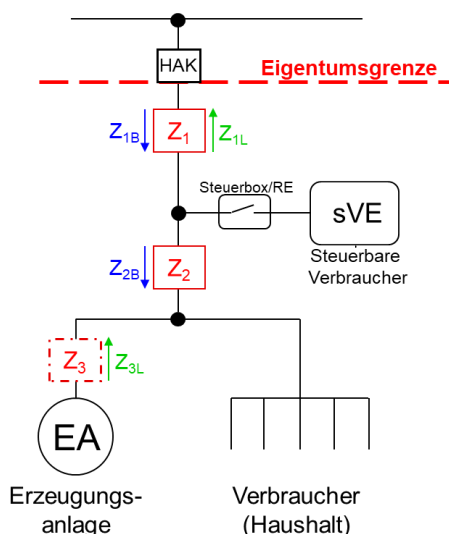 HAK
Eigentumsgrenze
Z1B
Z1
Z1L
Steuerbox/RE
sVE
Steuerbare
Verbraucher
Z2B
Z2
Z3
Z3L
EA
Erzeugungs-
anlage
Verbraucher
(Haushalt)